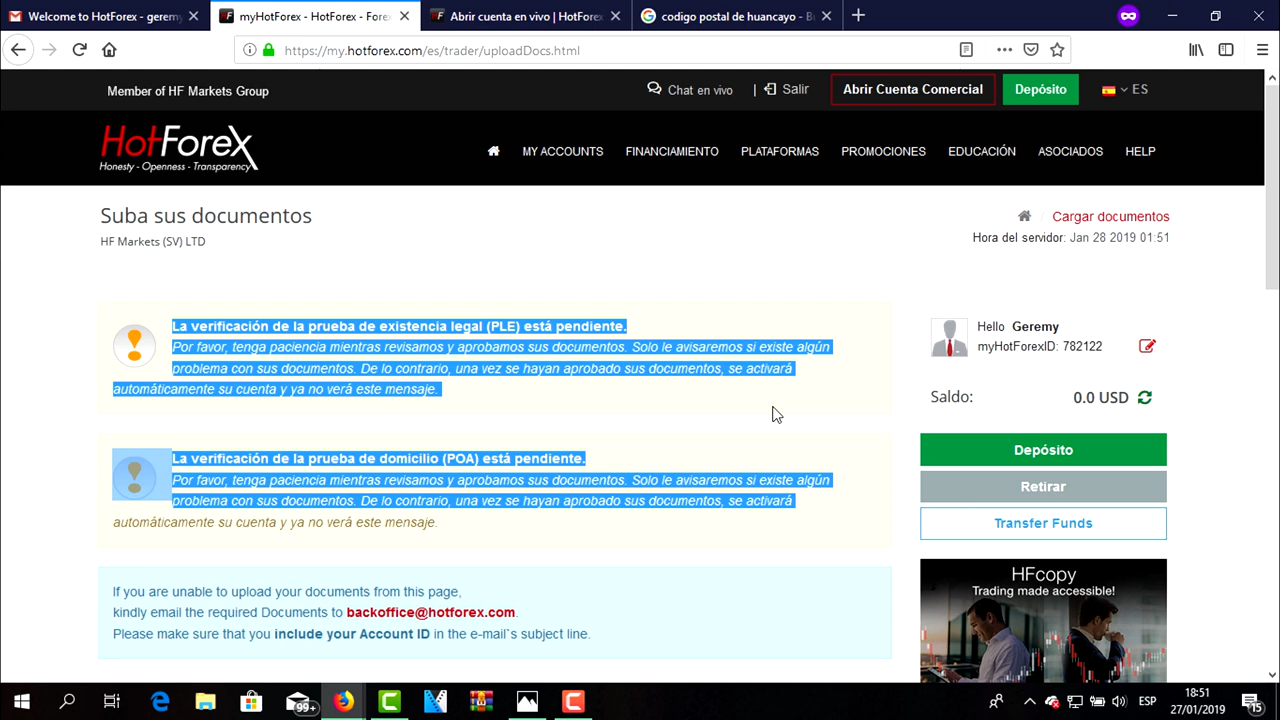 Welcome to HotForex - geremy
myHotForex - HotForex - Fore
Abrir cuenta en vivo | HotForex
codigo postal de huancayo - B
https://my.hotforex.com/es/trader/uploadDocs.html
Member of HF Markets Group
Chat en vivo | Salir
Abrir Cuenta Comercial
Depósito
ES
HotForex
Honesty - Openness - Transparency
MY ACCOUNTS FINANCIAMIENTO PLATAFORMAS PROMOCIONES EDUCACIÓN ASOCIADOS HELP
Suba sus documentos
HF Markets (SV) LTD
Cargar documentos
Hora del servidor: Jan 28 2019 01:51
La verificación de la prueba de existencia legal (PLE) está pendiente.
Por favor, tenga paciencia mientras revisamos y aprobamos sus documentos. Solo le avisaremos si existe algún
problema con sus documentos. De lo contrario, una vez se hayan aprobado sus documentos, se activará
automáticamente su cuenta y ya no verá este mensaje.
La verificación de la prueba de domicilio (POA) está pendiente.
Por favor, tenga paciencia mientras revisamos y aprobamos sus documentos. Solo le avisaremos si existe algún
problema con sus documentos. De lo contrario, una vez se hayan aprobado sus documentos, se activará
automáticamente su cuenta y ya no verá este mensaje.
If you are unable to upload your documents from this page,
kindly email the required Documents to backoffice@hotforex.com.
Please make sure that you include your Account ID in the e-mail`s subject line.
Hello Geremy
myHotForexID: 782122
Saldo: 0.0 USD
Depósito
Retirar
Transfer Funds
HFcopy
Trading made accessible!
99+
ESP
18:51
27/01/2019
15